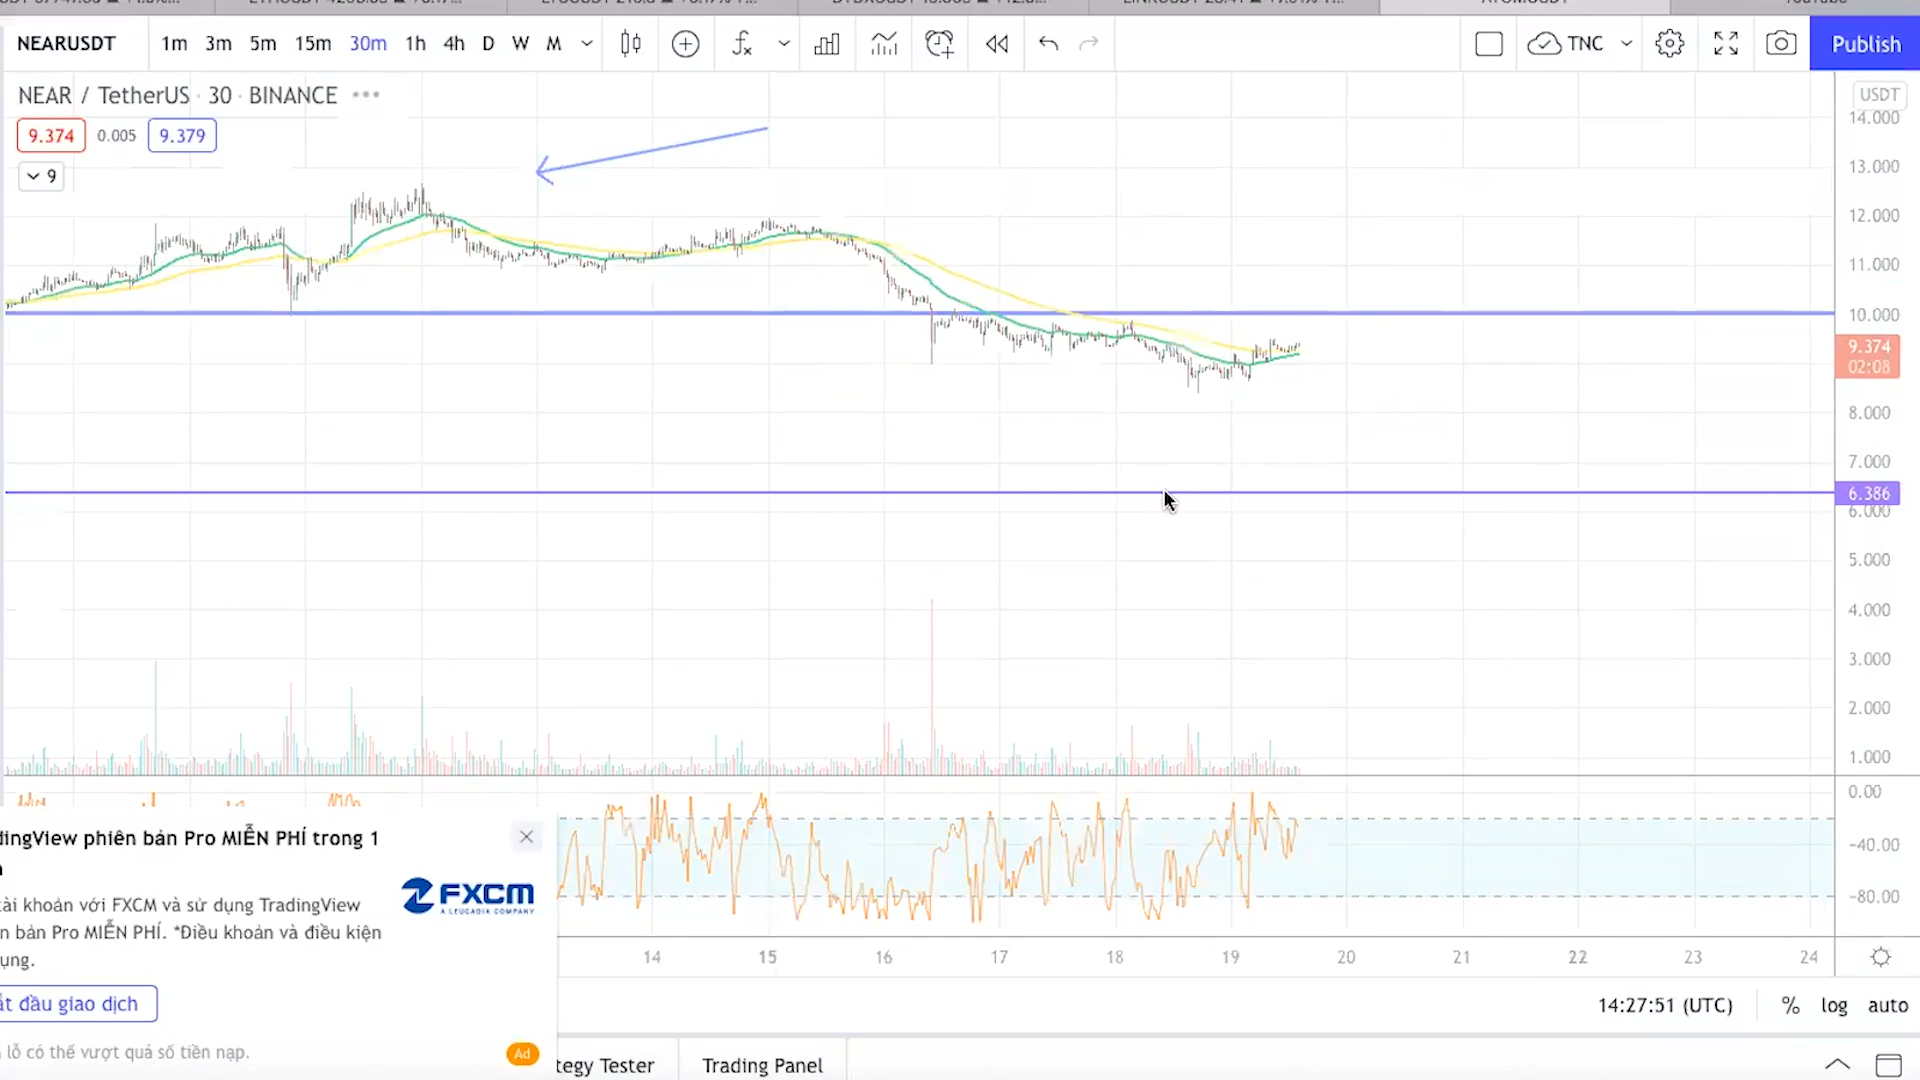 NEARUSDT
1m 3m 5m 15m 30m 1h 4h D W M
TNC
Publish
NEAR / TetherUS · 30 · BINANCE
USDT
9.374 0.005 9.379
9
14.000
13.000
12.000
11.000
10.000
9.374
02:08
8.000
7.000
6.386
6.000
5.000
4.000
3.000
2.000
1.000
0.00
-40.00
-80.00
dingView phiên bản Pro MIỄN PHÍ trong 1
tài khoản với FXCM và sử dụng TradingView
n bản Pro MIỄN PHÍ. *Điều khoản và điều kiện
ụng.
FXCM
A LEUCADIA COMPANY
ắt đầu giao dịch
lỗ có thể vượt quá số tiền nạp.
Ad
14 15 16 17 18 19 20 21 22 23 24
14:27:51 (UTC) % log auto
tegy Tester
Trading Panel